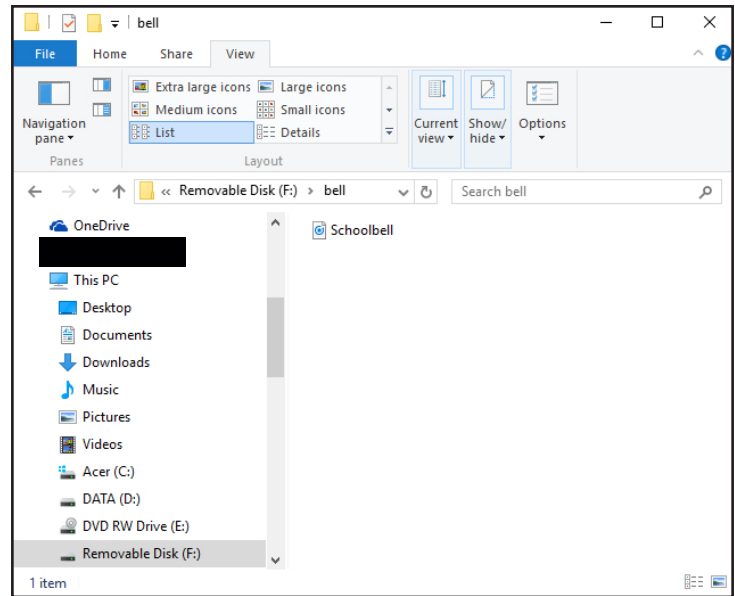 bell
File Home Share View
Extra large icons Large icons
Medium icons Small icons
List Details
Navigation pane
Current view
Show/ hide
Options
Panes Layout
« Removable Disk (F:) > bell Search bell
OneDrive
Schoolbell
This PC
Desktop
Documents
Downloads
Music
Pictures
Videos
Acer (C:)
DATA (D:)
DVD RW Drive (E:)
Removable Disk (F:)
1 item